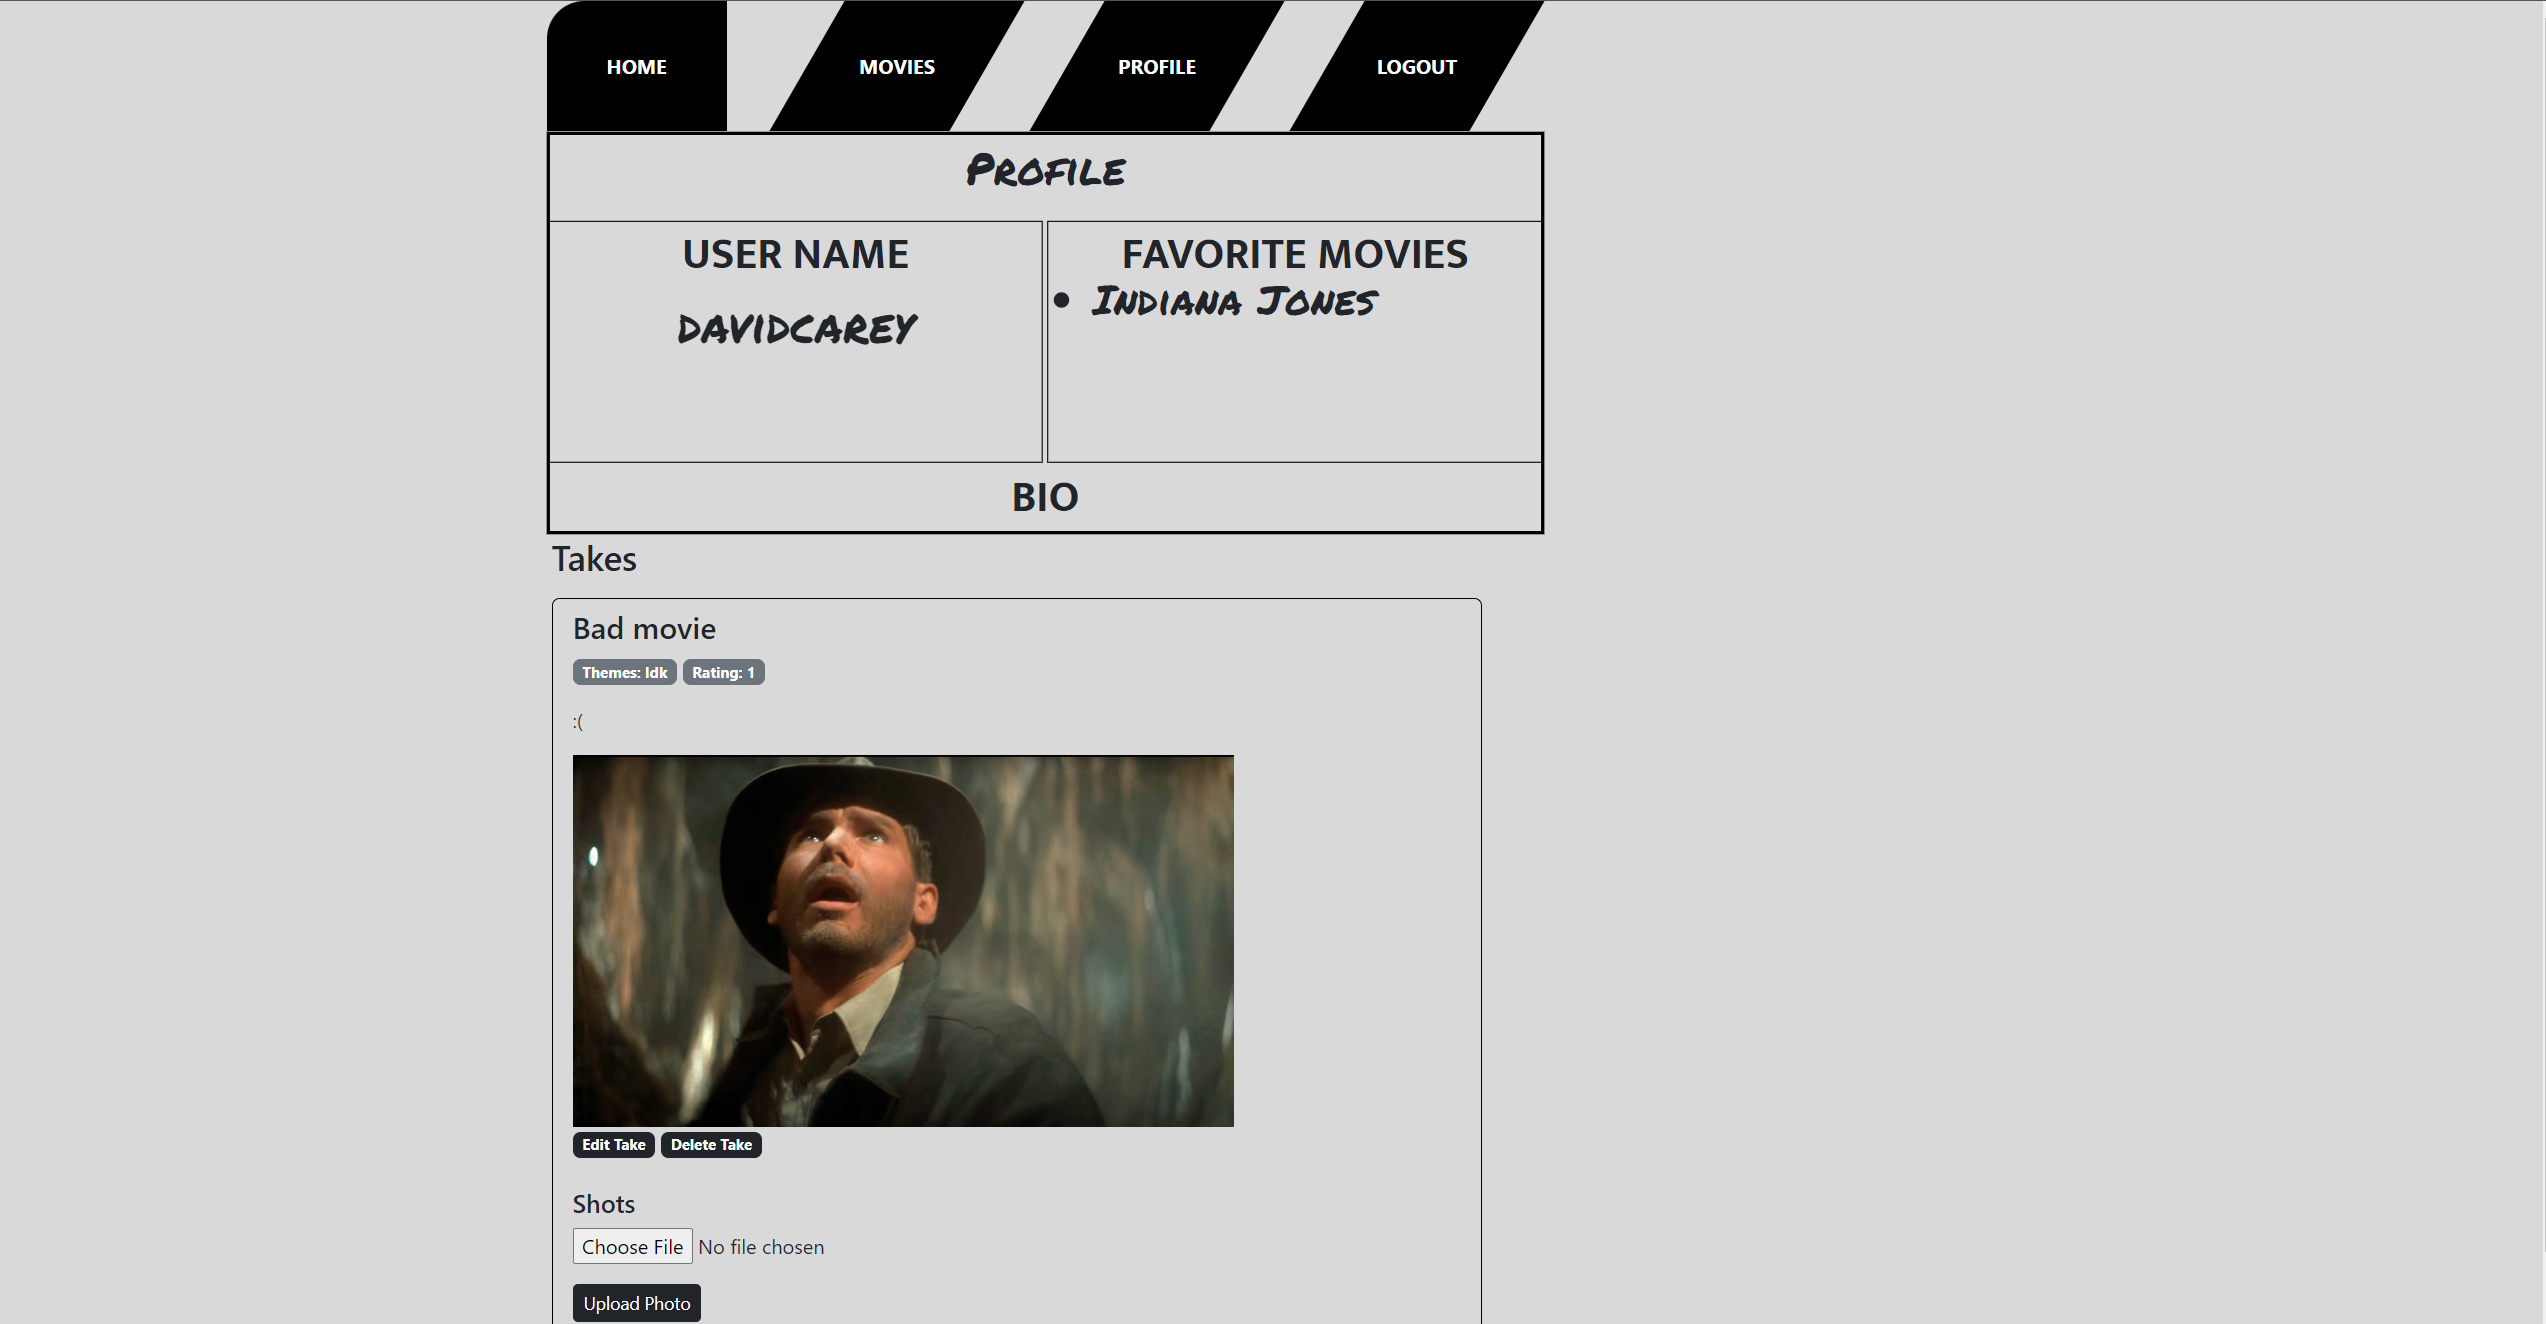 HOME MOVIES PROFILE LOGOUT
Profile
USER NAME
davidcarey
FAVORITE MOVIES
• Indiana Jones
BIO
Takes
Bad movie
Themes: Idk Rating: 1
:(
Edit Take Delete Take
Shots
Choose File No file chosen
Upload Photo